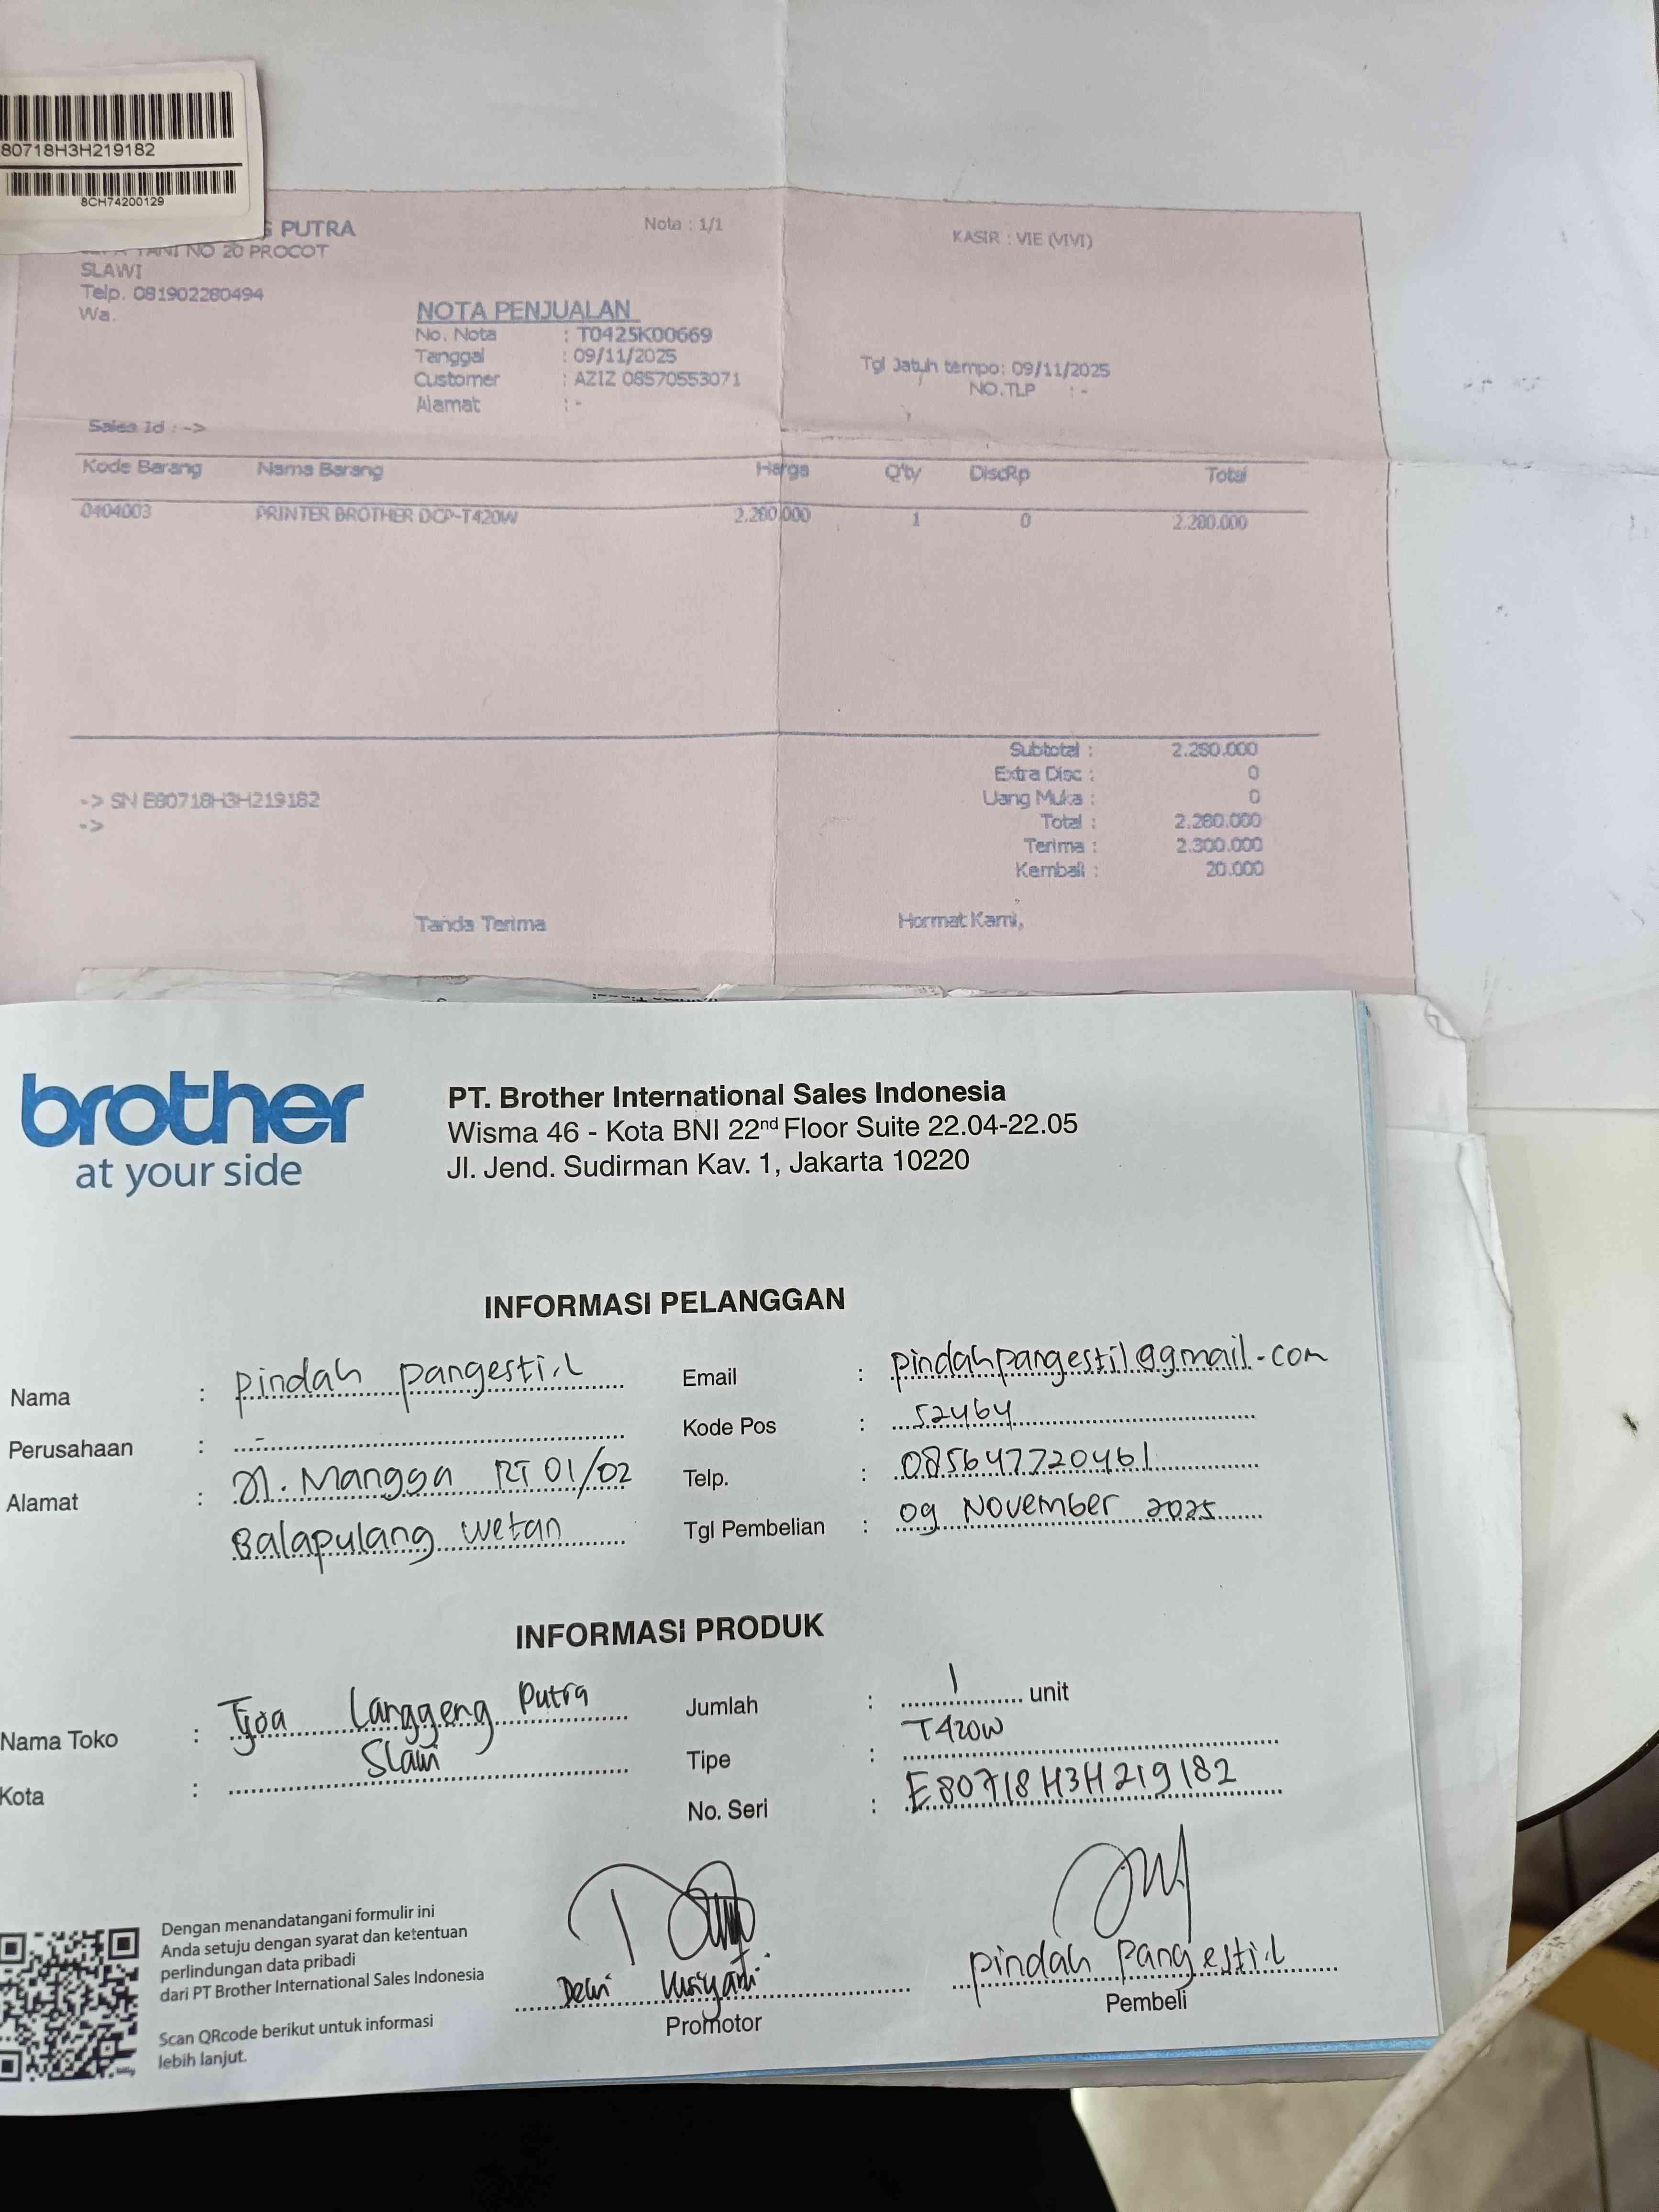 80718H3H219182
8CH74200129
PUTRA
NO 20 PROCOT
SLAWI
Telp. 081902280494
Wa.
Nota : 1/1
KASIR : VIE (VIVI)
NOTA PENJUALAN
No. Nota : T0425K00669
Tanggal : 09/11/2025
Customer : AZIZ 08570553071
Alamat : -
Tgl Jatuh tempo: 09/11/2025
NO.TLP : -
Sales Id : ->
Kode Barang Nama Barang Harga Q'ty DiscRp Total
0404003 PRINTER BROTHER DCP-T420W 2.280.000 1 0 2.280.000
Subtotal : 2.280.000
Extra Disc : 0
Uang Muka : 0
Total : 2.280.000
Terima : 2.300.000
Kembali : 20.000
-> SN E80718H3H219182
->
Tanda Terima Hormat Kami,
brother
at your side
PT. Brother International Sales Indonesia
Wisma 46 - Kota BNI 22nd Floor Suite 22.04-22.05
Jl. Jend. Sudirman Kav. 1, Jakarta 10220
INFORMASI PELANGGAN
Nama : pindah pangesti.l
Perusahaan : -
Alamat : Jl. Mangga RT 01/02
Balapulang wetan
Email : pindahpangestil@gmail.com
Kode Pos : 52464
Telp. : 085647720461
Tgl Pembelian : 09 November 2025
INFORMASI PRODUK
Nama Toko : Tjoa Langgeng Putra
Kota : Slawi
Jumlah : 1 unit
Tipe : T420W
No. Seri : E80718H3H219182
Dengan menandatangani formulir ini
Anda setuju dengan syarat dan ketentuan
perlindungan data pribadi
dari PT Brother International Sales Indonesia
Scan QRcode berikut untuk informasi
lebih lanjut.
Dewi
Promotor
pindah pangesti.l
Pembeli